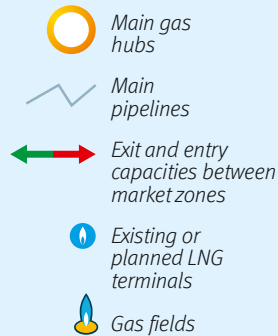 Main gas
hubs
Main
pipelines
Exit and entry
capacities between
market zones
Existing or
planned LNG
terminals
Gas fields